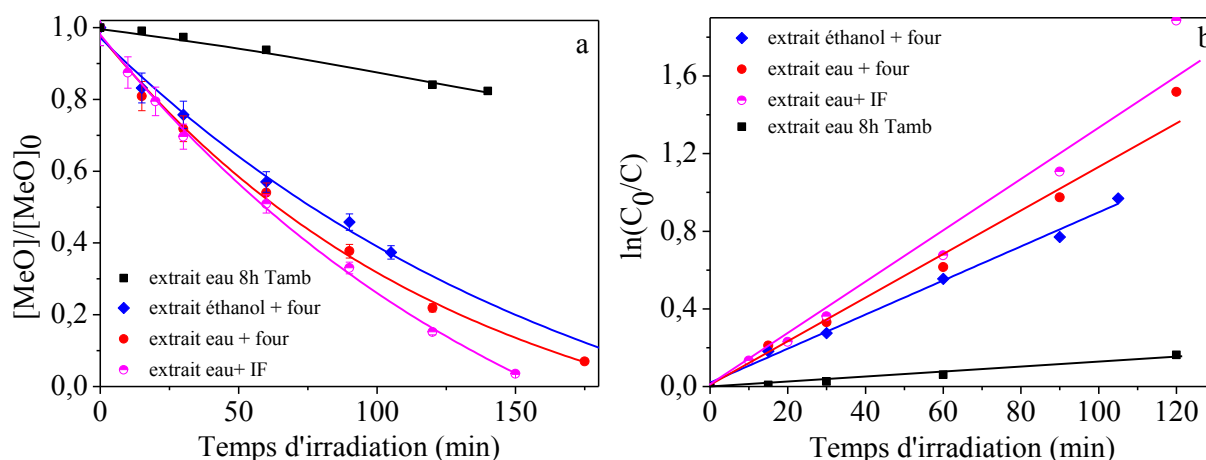 a
1,0
0,8
0,6
0,4
0,2
0,0
[MeO]/[MeO]0
extrait eau 8h Tamb
extrait éthanol + four
extrait eau + four
extrait eau+ IF
0
50
100
150
Temps d'irradiation (min)
b
extrait éthanol + four
extrait eau + four
extrait eau+ IF
extrait eau 8h Tamb
1,6
1,2
0,8
0,4
0,0
ln(C0/C)
0
20
40
60
80
100
120
Temps d'irradiation (min)